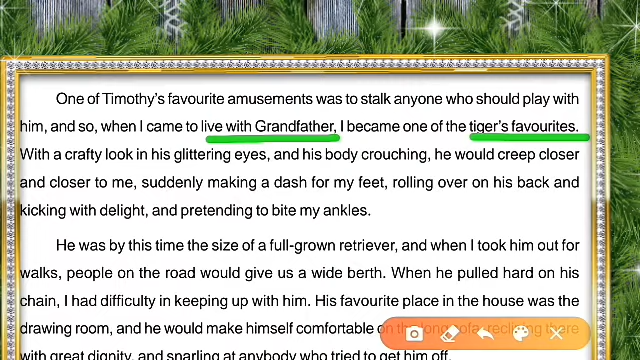 One of Timothy's favourite amusements was to stalk anyone who should play with
him, and so, when I came to live with Grandfather, I became one of the tiger's favourites.
With a crafty look in his glittering eyes, and his body crouching, he would creep closer
and closer to me, suddenly making a dash for my feet, rolling over on his back and
kicking with delight, and pretending to bite my ankles.
He was by this time the size of a full-grown retriever, and when I took him out for
walks, people on the road would give us a wide berth. When he pulled hard on his
chain, I had difficulty in keeping up with him. His favourite place in the house was the
drawing room, and he would make himself comfortable on the long sofa, reclining there
with great dignity, and snarling at anybody who tried to get him off.